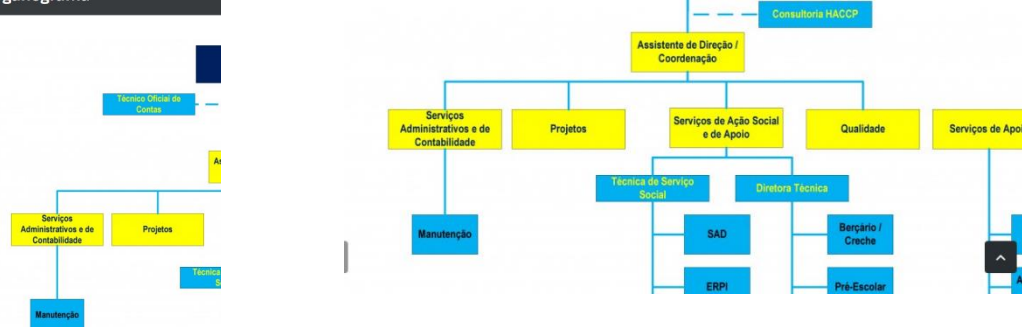 Técnico Oficial de
Contas
Serviços
Administrativos e de
Contabilidade
Projetos
Técnica
Manutenção
Consultoria HACCP
Assistente de Direção /
Coordenação
Serviços
Administrativos e de
Contabilidade
Projetos
Serviços de Ação Social
e de Apoio
Qualidade
Serviços de Apoi
Técnica de Serviço
Social
Diretora Técnica
Manutenção
SAD
Berçário /
Creche
ERPI
Pré-Escolar